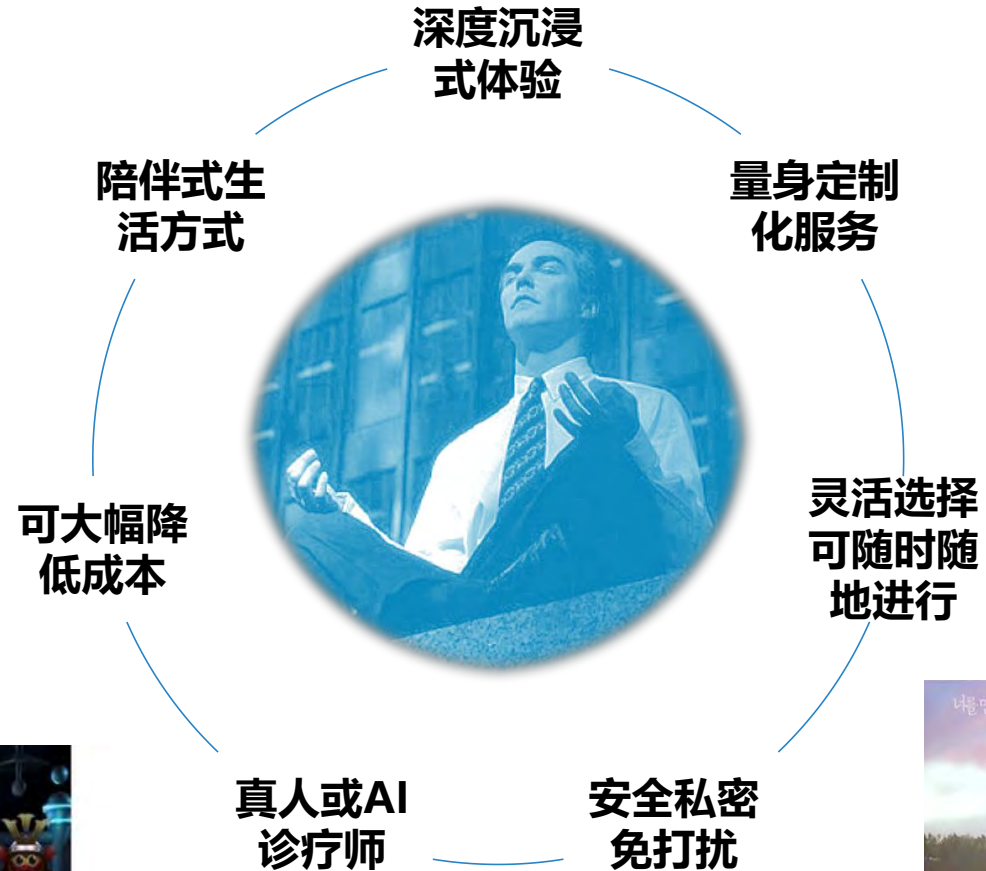 深度沉浸
式体验
量身定制
化服务
灵活选择
可随时随
地进行
安全私密
免打扰
真人或AI
诊疗师
可大幅降
低成本
陪伴式生
活方式
너를